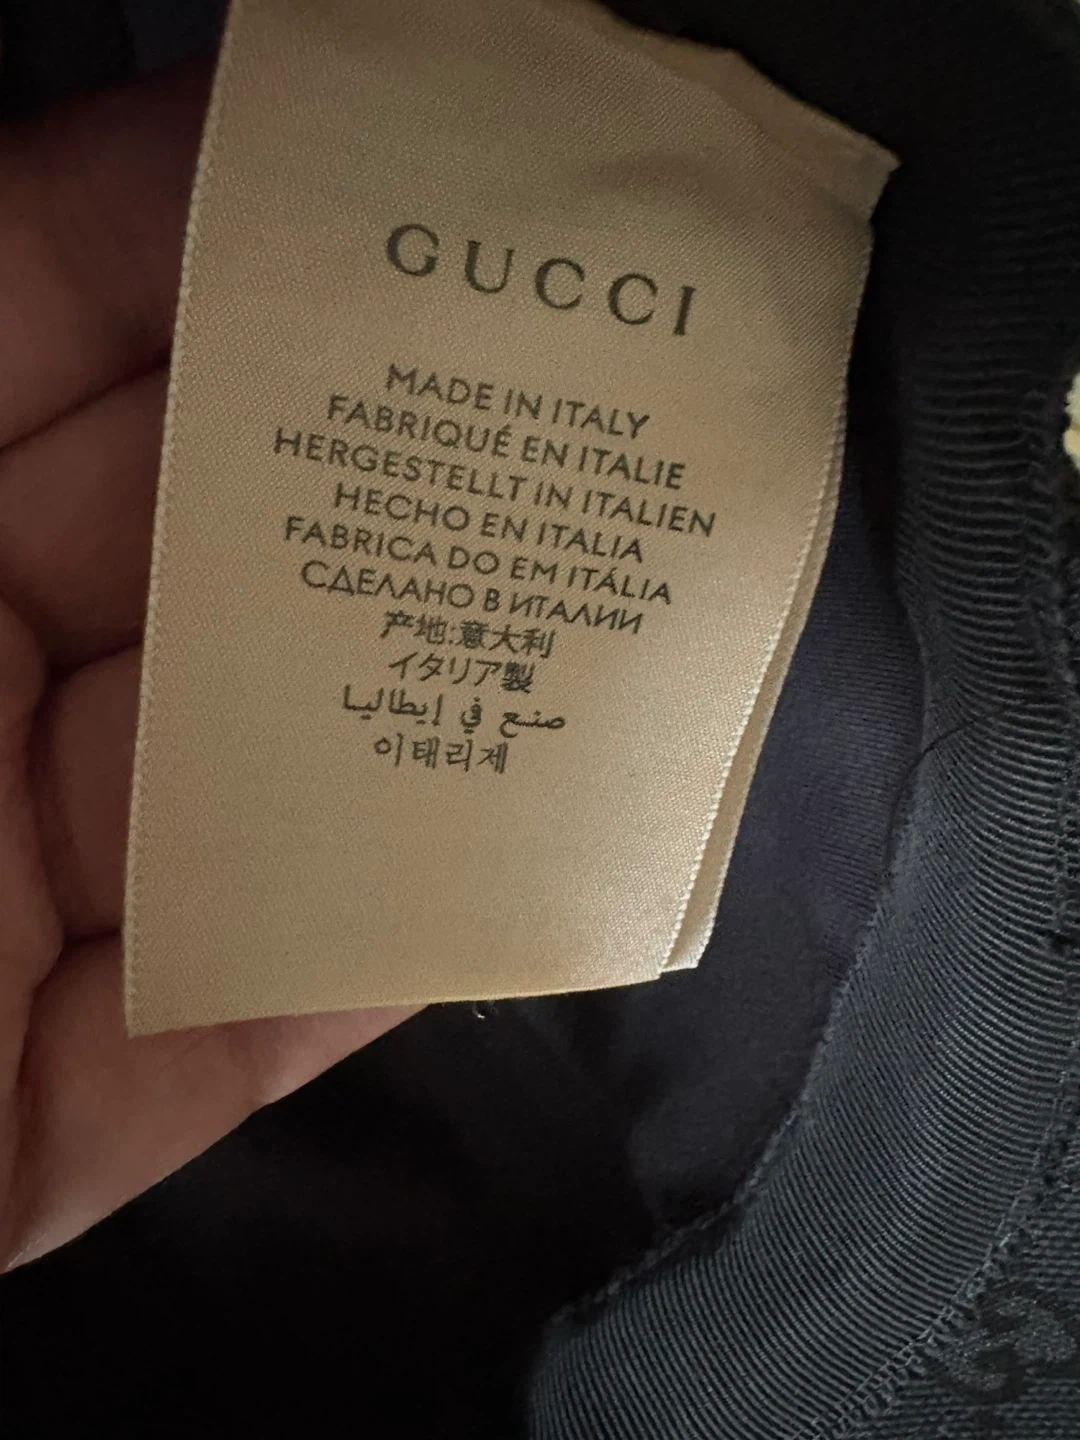 GUCCI
MADE IN ITALY
FABRIQUÉ EN ITALIE
HERGESTELLT IN ITALIEN
HECHO EN ITALIA
FABRICA DO EM ITÁLIA
СДЕЛАНО В ИТАЛИИ
产地:意大利
イタリア製
صنع في إيطاليا
이태리제